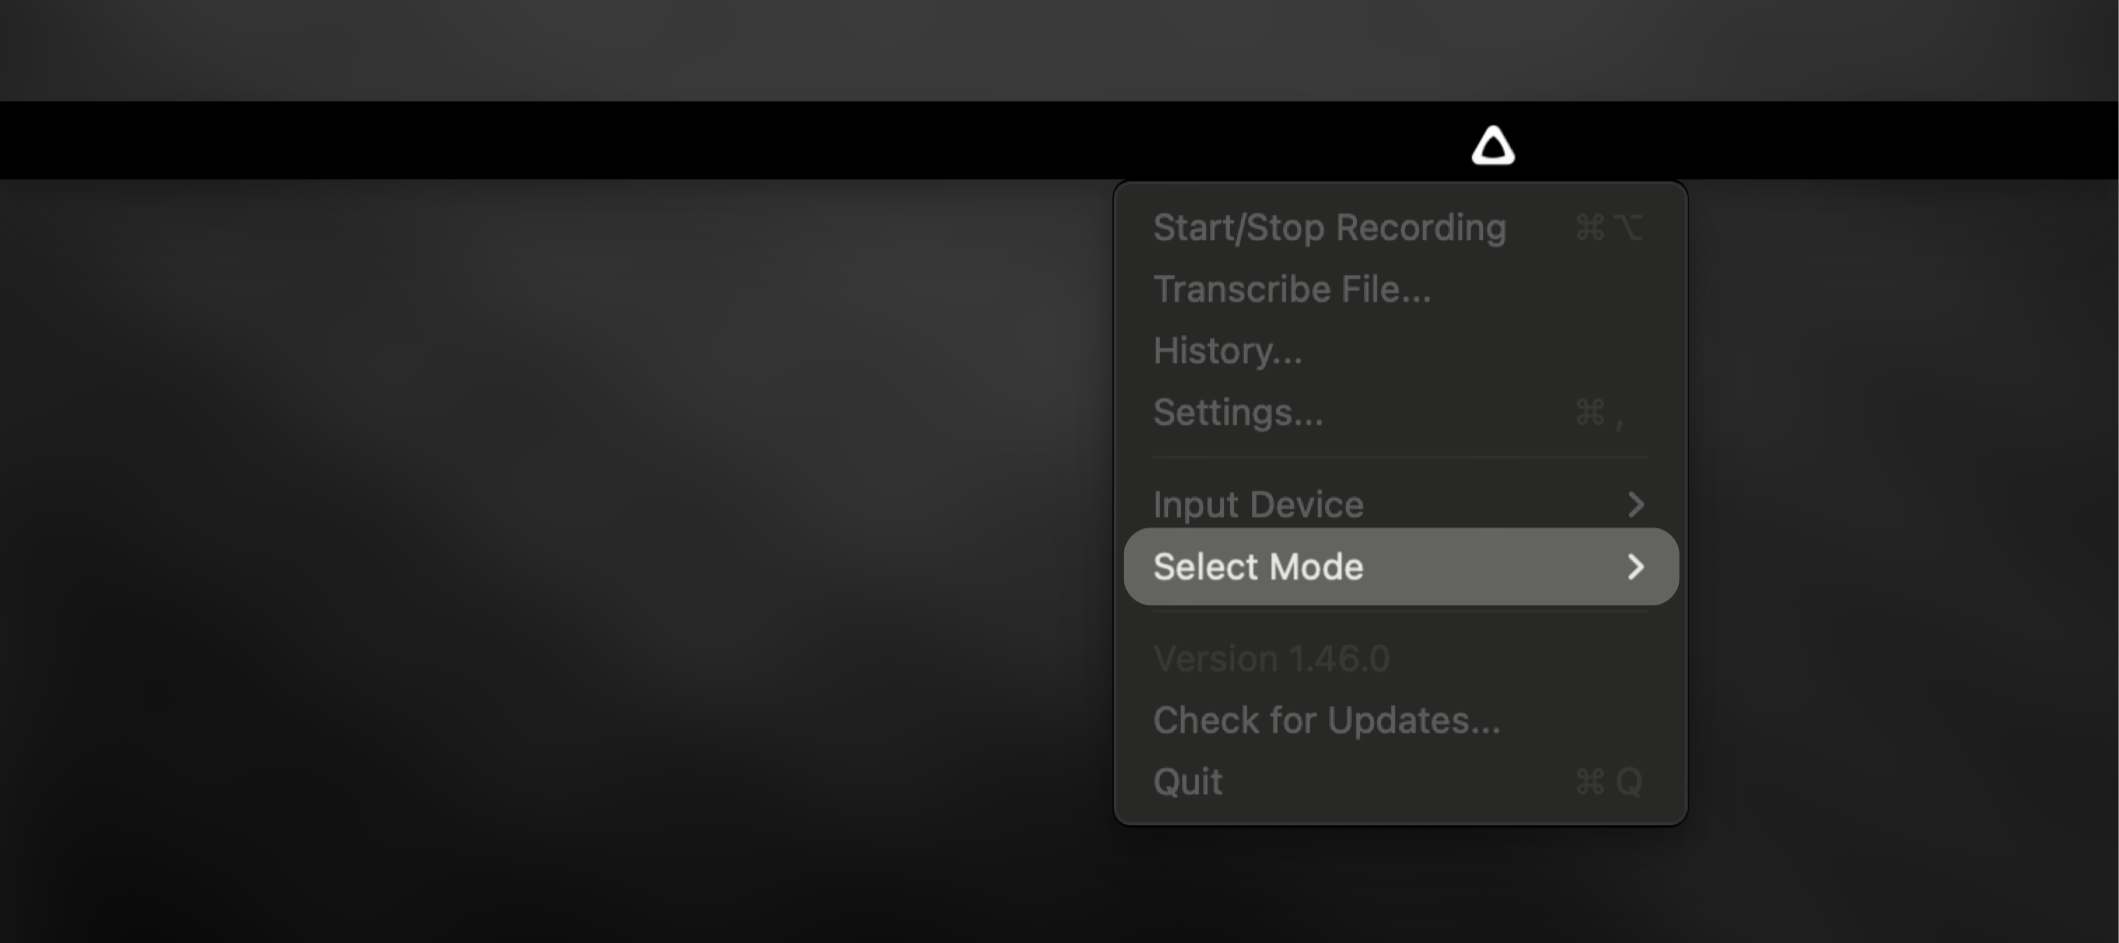 Start/Stop Recording ⌘⌥
Transcribe File...
History...
Settings... ⌘,
Input Device
Select Mode
Version 1.46.0
Check for Updates...
Quit ⌘Q